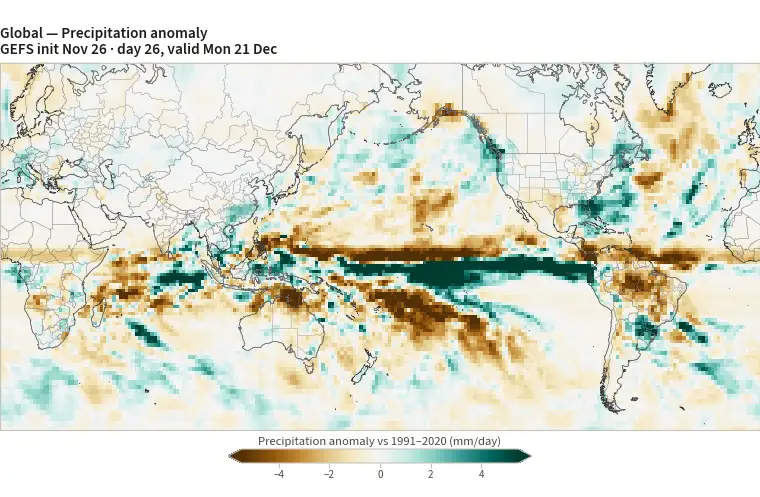 Global — Precipitation anomaly
GEFS init Nov 26 · day 26, valid Mon 21 Dec
Precipitation anomaly vs 1991–2020 (mm/day)
−4 −2 0 2 4